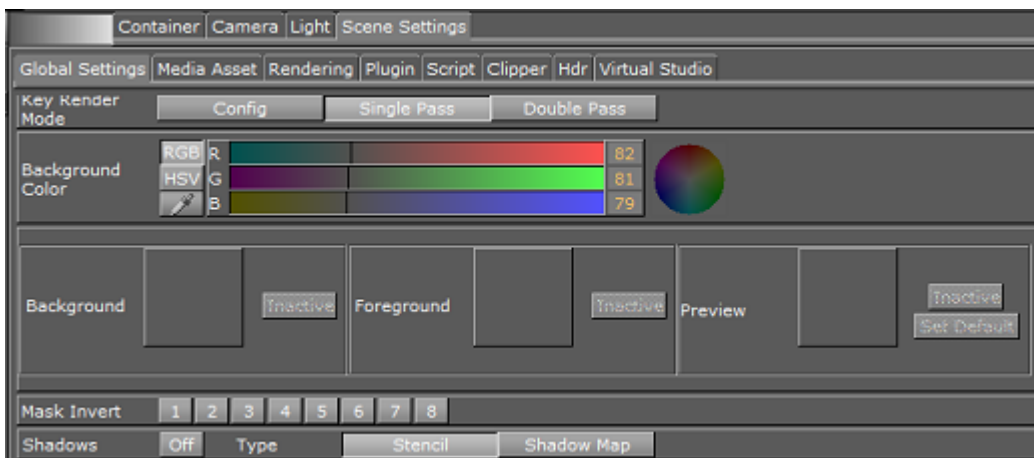 Container Camera Light Scene Settings
Global Settings Media Asset Rendering Plugin Script Clipper Hdr Virtual Studio
Key Render
Mode
Config Single Pass Double Pass
Background
Color
RGB R 82
HSV G 81
B 79
Background Inactive Foreground Inactive Preview Inactive
Set Default
Mask Invert 1 2 3 4 5 6 7 8
Shadows Off Type Stencil Shadow Map